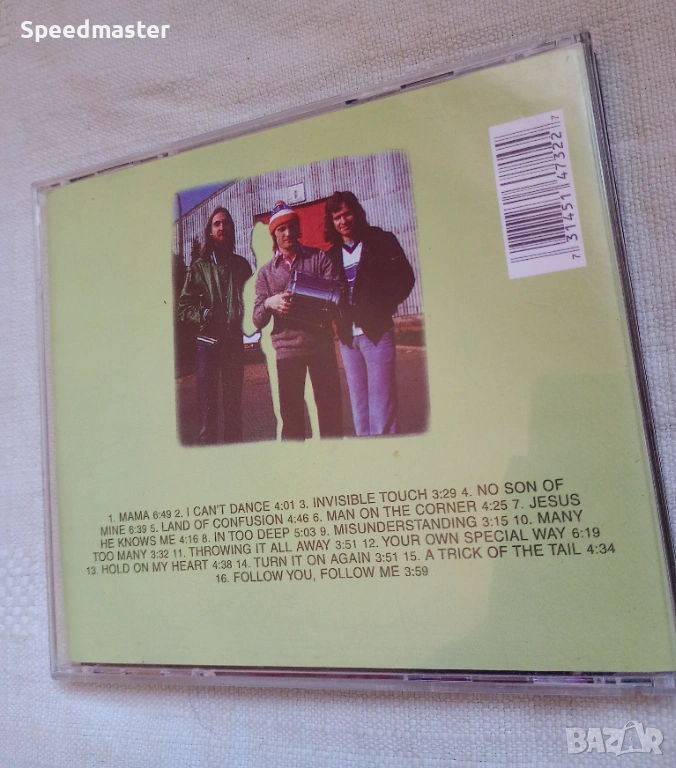 Speedmaster
7 31451 47322 7
1. MAMA 6:49 2. I CAN'T DANCE 4:01 3. INVISIBLE TOUCH 3:29 4. NO SON OF
MINE 6:39 5. LAND OF CONFUSION 4:46 6. MAN ON THE CORNER 4:25 7. JESUS
HE KNOWS ME 4:16 8. IN TOO DEEP 5:03 9. MISUNDERSTANDING 3:15 10. MANY
TOO MANY 3:32 11. THROWING IT ALL AWAY 3:51 12. YOUR OWN SPECIAL WAY 6:19
13. HOLD ON MY HEART 4:38 14. TURN IT ON AGAIN 3:51 15. A TRICK OF THE TAIL 4:34
16. FOLLOW YOU, FOLLOW ME 3:59
BAZAR